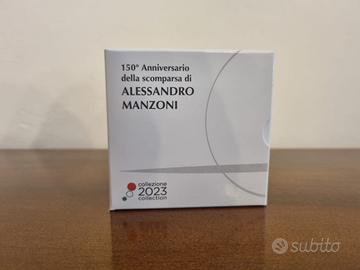 150° Anniversario
della scomparsa di
ALESSANDRO
MANZONI
collezione
2023
collection
subito